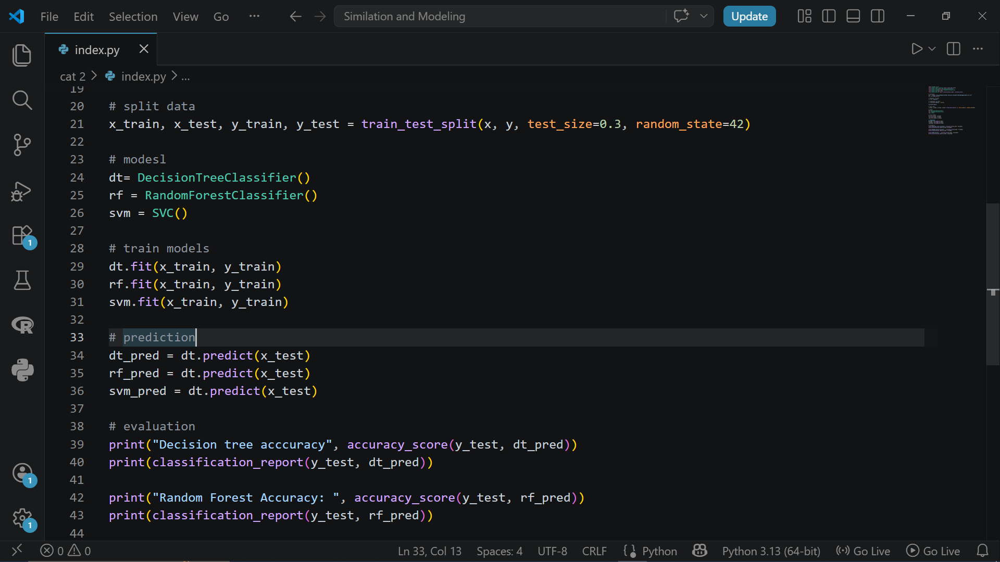 File Edit Selection View Go ··· Similation and Modeling Update
index.py
cat 2 > index.py > ...
19
20 # split data
21 x_train, x_test, y_train, y_test = train_test_split(x, y, test_size=0.3, random_state=42)
22
23 # modesl
24 dt= DecisionTreeClassifier()
25 rf = RandomForestClassifier()
26 svm = SVC()
27
28 # train models
29 dt.fit(x_train, y_train)
30 rf.fit(x_train, y_train)
31 svm.fit(x_train, y_train)
32
33 # prediction
34 dt_pred = dt.predict(x_test)
35 rf_pred = dt.predict(x_test)
36 svm_pred = dt.predict(x_test)
37
38 # evaluation
39 print("Decision tree acccuracy", accuracy_score(y_test, dt_pred))
40 print(classification_report(y_test, dt_pred))
41
42 print("Random Forest Accuracy: ", accuracy_score(y_test, rf_pred))
43 print(classification_report(y_test, rf_pred))
44
1
1
1
0 0 Ln 33, Col 13 Spaces: 4 UTF-8 CRLF {} Python Python 3.13 (64-bit) Go Live Go Live